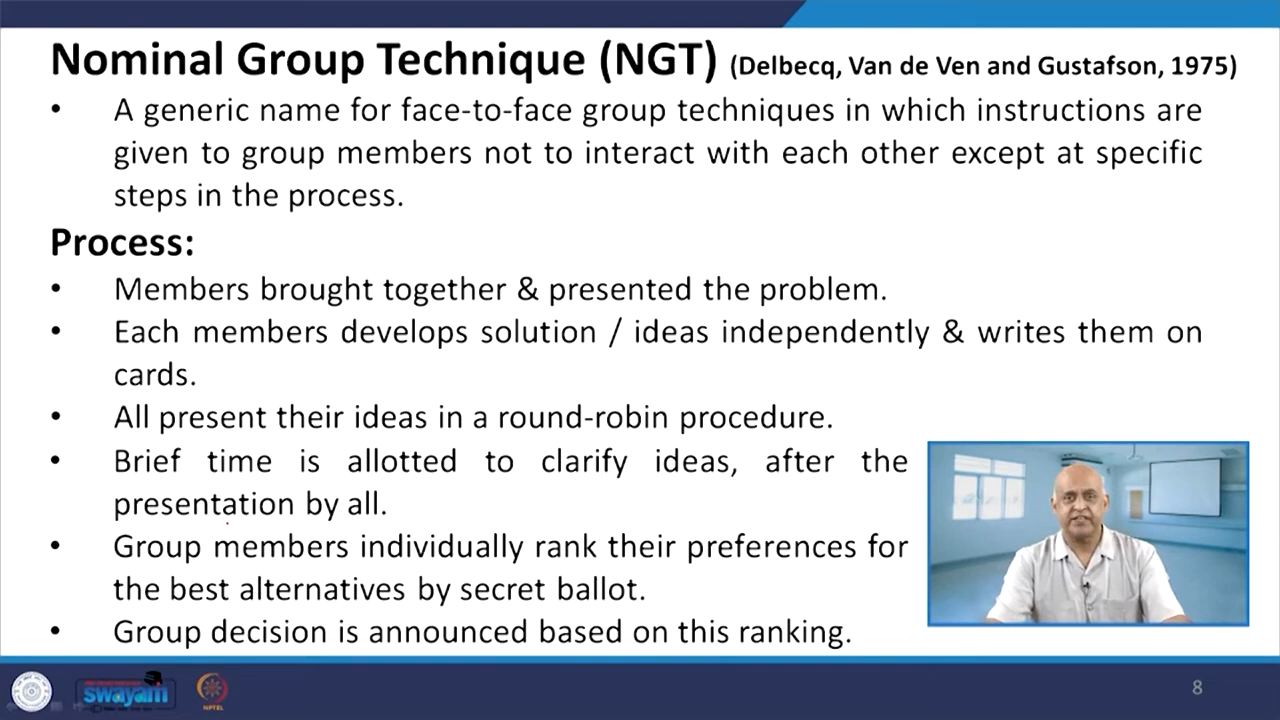 Nominal Group Technique (NGT) (Delbecq, Van de Ven and Gustafson, 1975)
• A generic name for face-to-face group techniques in which instructions are
given to group members not to interact with each other except at specific
steps in the process.
Process:
• Members brought together & presented the problem.
• Each members develops solution / ideas independently & writes them on
cards.
• All present their ideas in a round-robin procedure.
• Brief time is allotted to clarify ideas, after the
presentation by all.
• Group members individually rank their preferences for
the best alternatives by secret ballot.
• Group decision is announced based on this ranking.
swayam
NPTEL
8